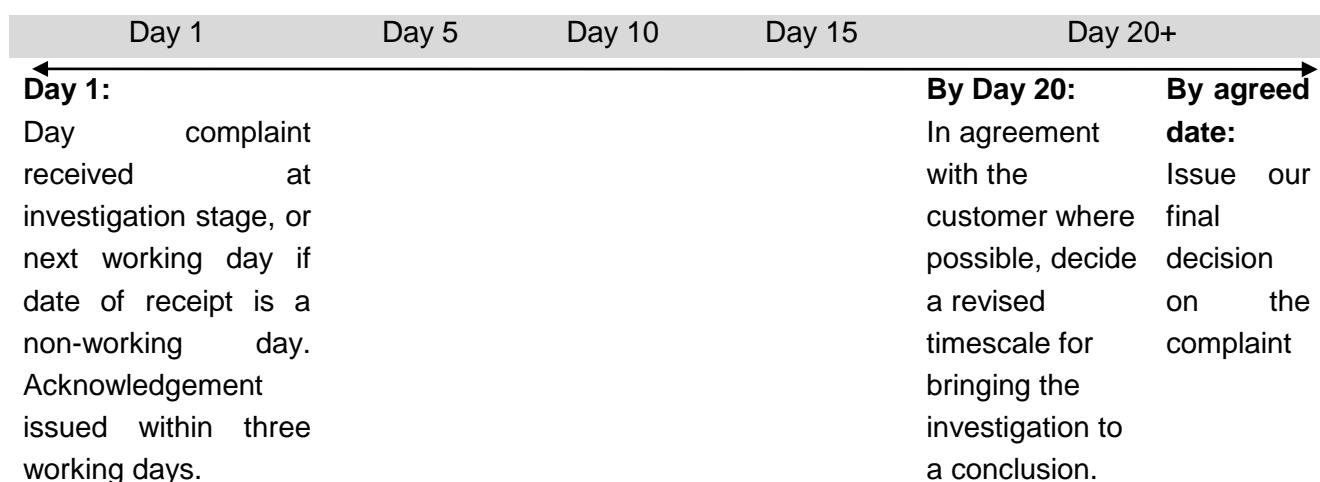 Day 1 Day 5 Day 10 Day 15 Day 20+
Day 1:
Day complaint
received at
investigation stage, or
next working day if
date of receipt is a
non-working day.
Acknowledgement
issued within three
working days.
By Day 20:
In agreement
with the
customer where
possible, decide
a revised
timescale for
bringing the
investigation to
a conclusion.
By agreed
date:
Issue our
final
decision
on the
complaint